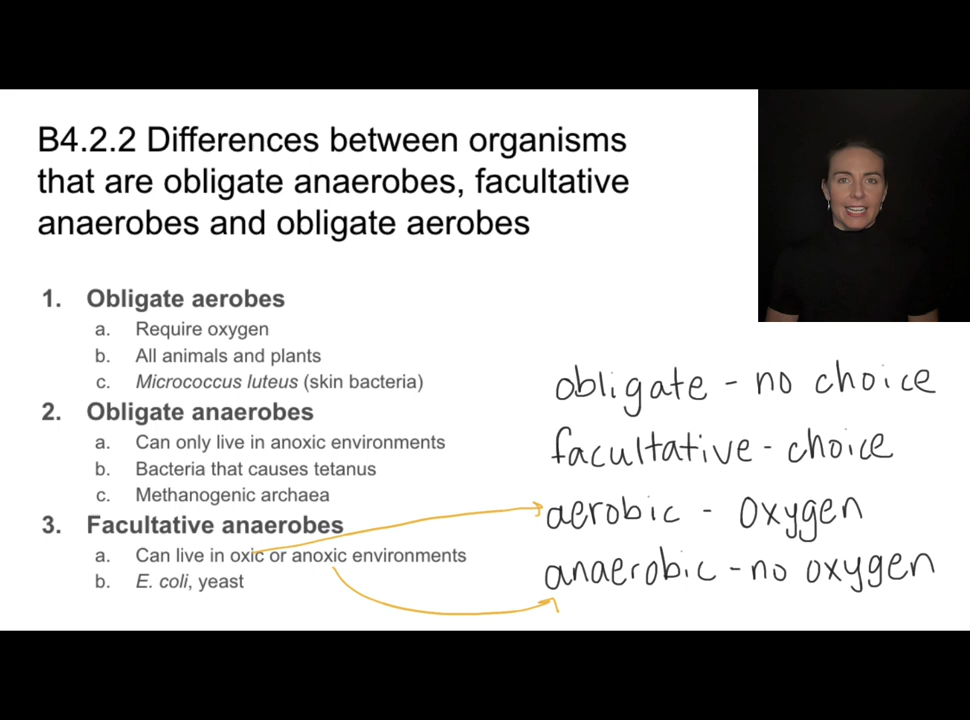 B4.2.2 Differences between organisms
that are obligate anaerobes, facultative
anaerobes and obligate aerobes
1. Obligate aerobes
a. Require oxygen
b. All animals and plants
c. Micrococcus luteus (skin bacteria)
2. Obligate anaerobes
a. Can only live in anoxic environments
b. Bacteria that causes tetanus
c. Methanogenic archaea
3. Facultative anaerobes
a. Can live in oxic or anoxic environments
b. E. coli, yeast
obligate - no choice
facultative - choice
aerobic - oxygen
anaerobic - no oxygen